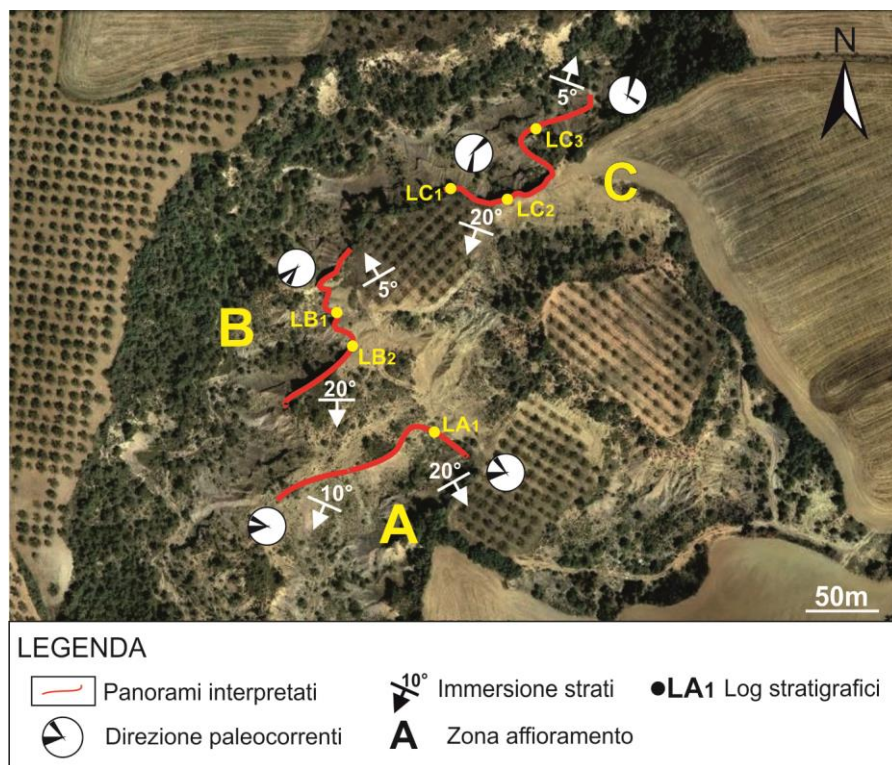 N
5°
LC3
LC1
C
LC2
20°
5°
B
LB1
LB2
20°
LA1
20°
10°
A
50m
LEGENDA
Panorami interpretati
10° Immersione strati
LA1 Log stratigrafici
Direzione paleocorrenti
A Zona affioramento